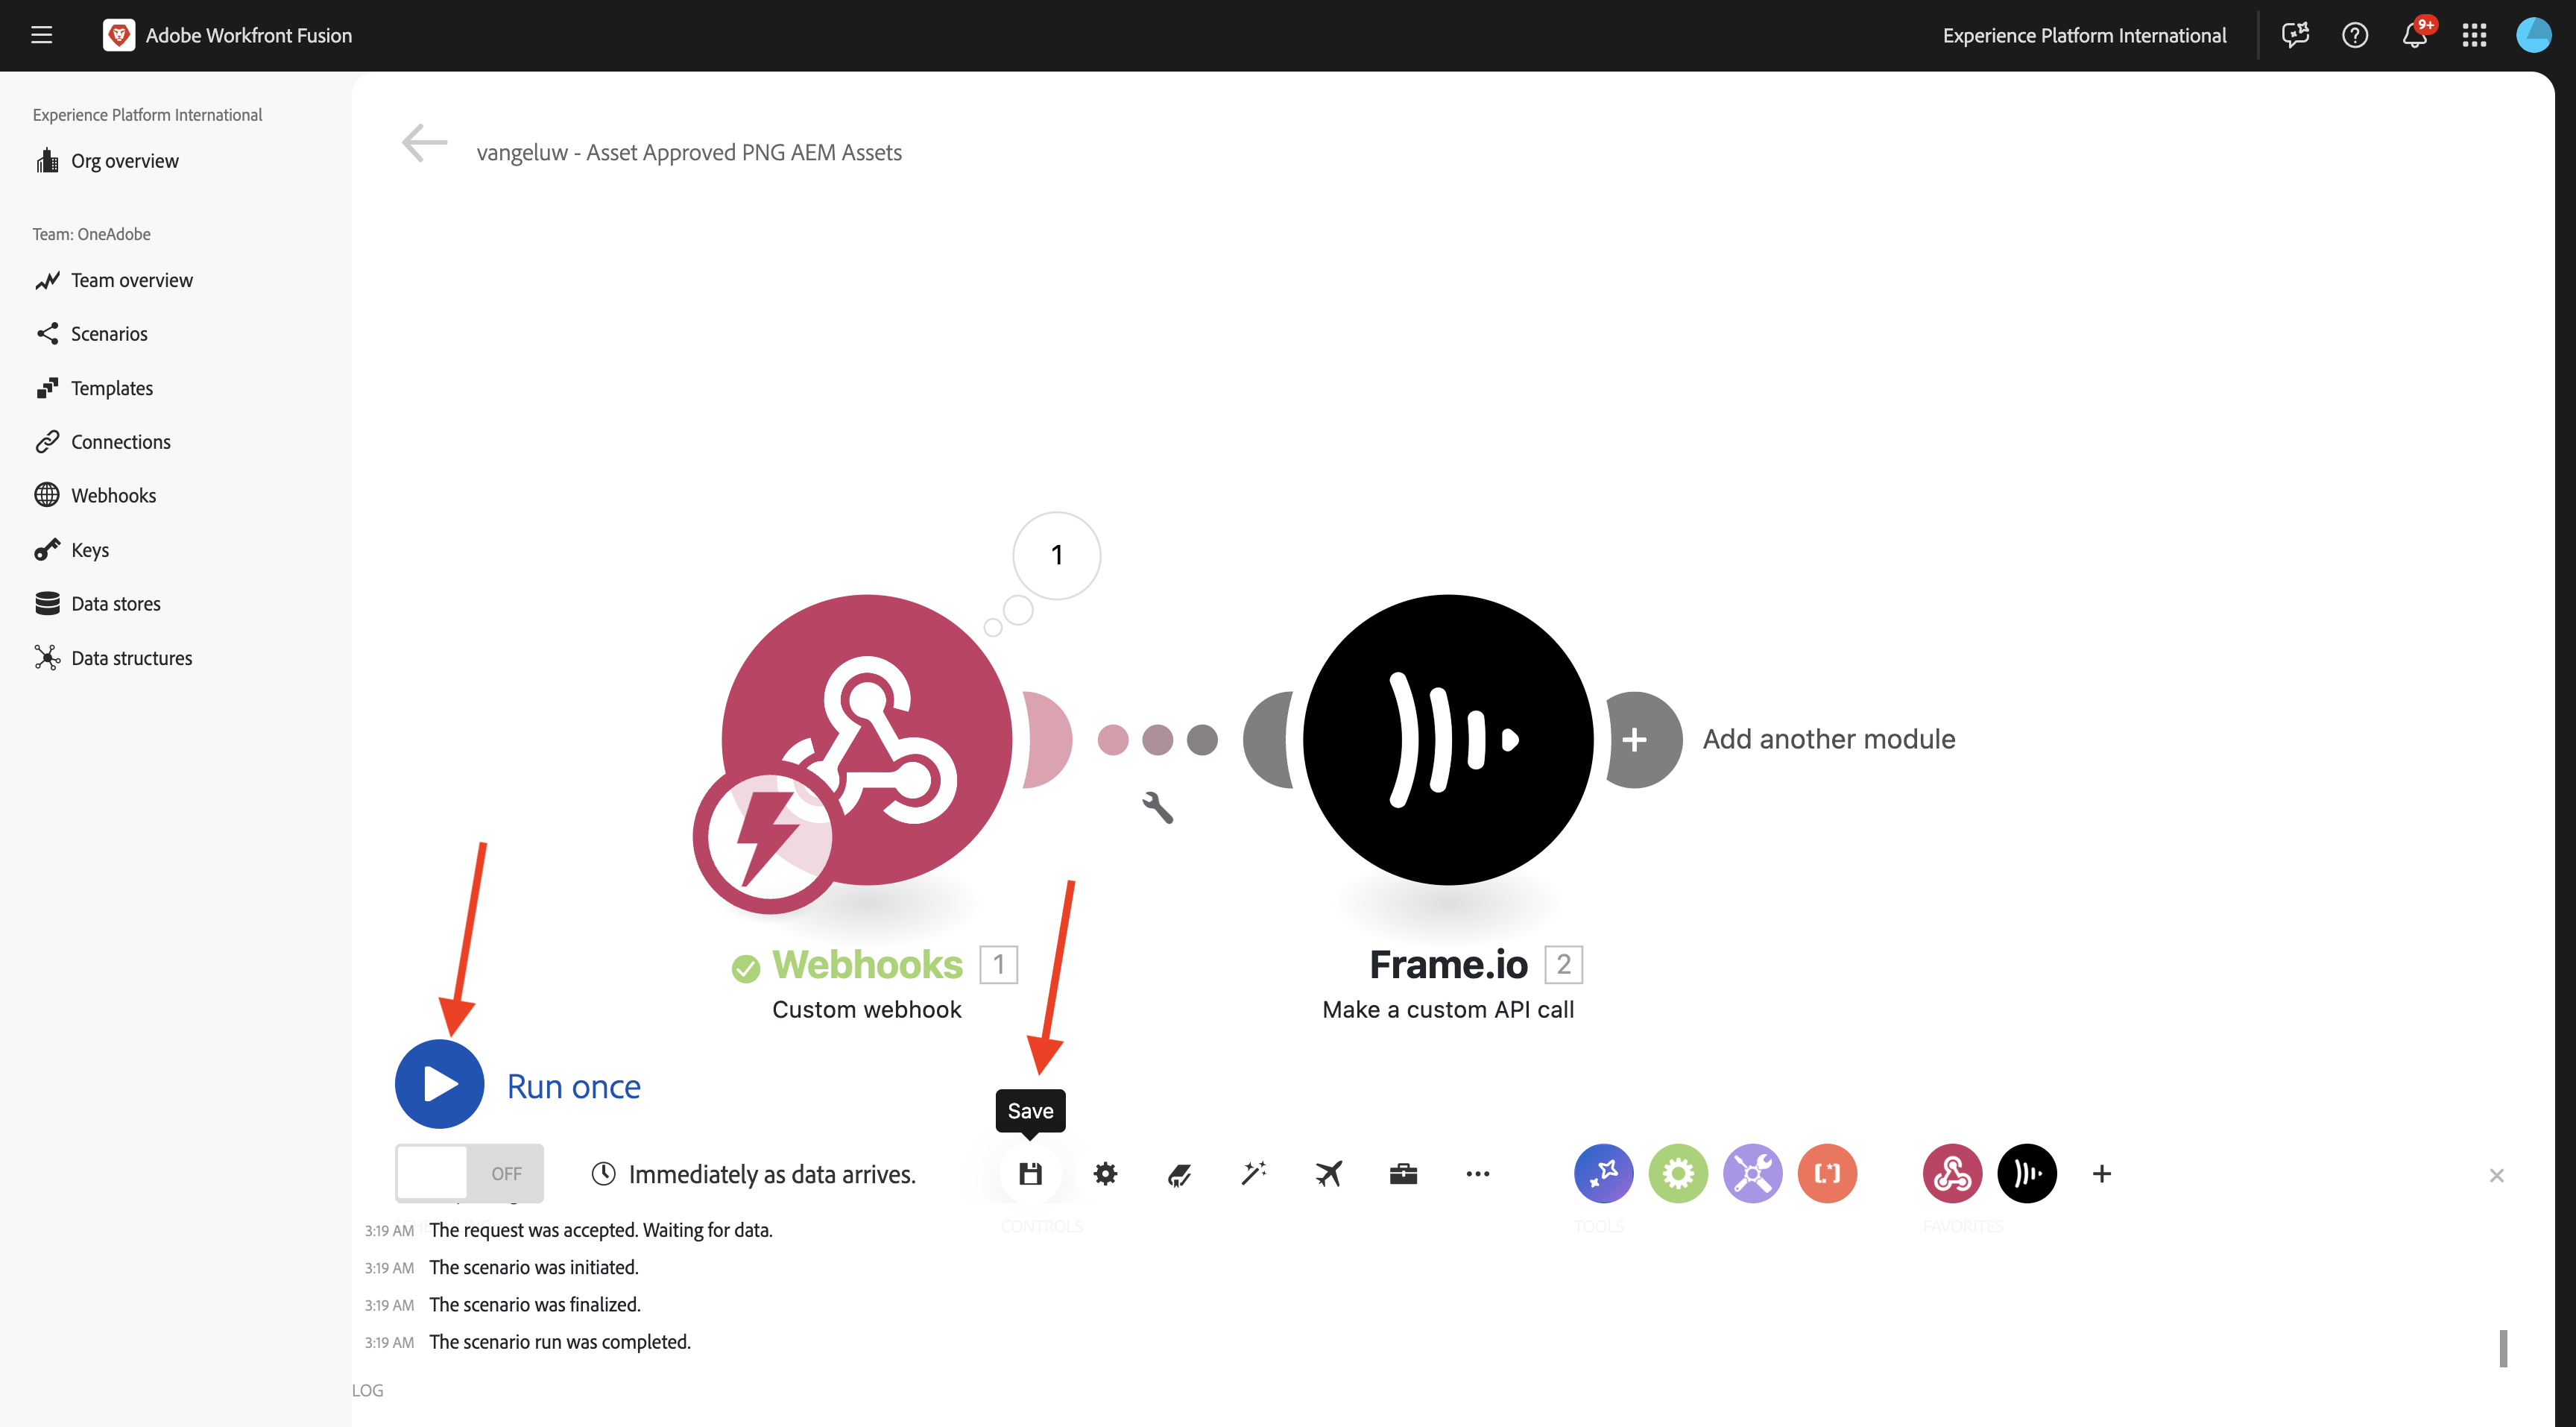 Adobe Workfront Fusion
Experience Platform International
9+
Experience Platform International
Org overview
Team: OneAdobe
Team overview
Scenarios
Templates
Connections
Webhooks
Keys
Data stores
Data structures
vangeluw - Asset Approved PNG AEM Assets
1
Add another module
Webhooks 1
Custom webhook
Frame.io 2
Make a custom API call
Run once
Save
OFF
Immediately as data arrives.
CONTROLS
TOOLS
FAVORITES
3:19 AM The request was accepted. Waiting for data.
3:19 AM The scenario was initiated.
3:19 AM The scenario was finalized.
3:19 AM The scenario run was completed.
LOG